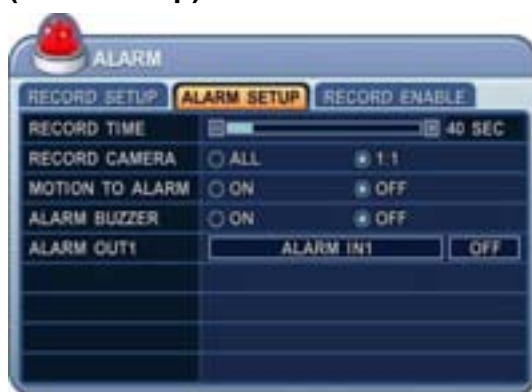 ALARM
RECORD SETUP ALARM SETUP RECORD ENABLE
RECORD TIME 40 SEC
RECORD CAMERA ALL 1:1
MOTION TO ALARM ON OFF
ALARM BUZZER ON OFF
ALARM OUT1 ALARM IN1 OFF